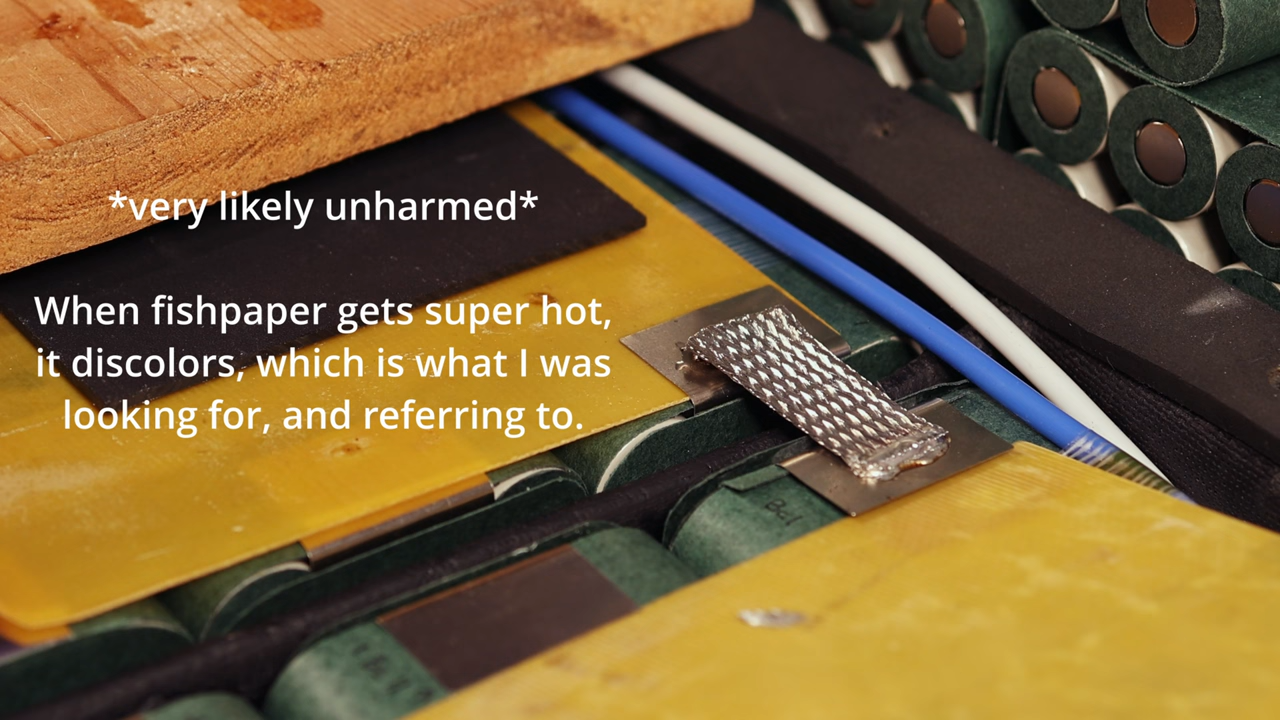 *very likely unharmed*
When fishpaper gets super hot,
it discolors, which is what I was
looking for, and referring to.